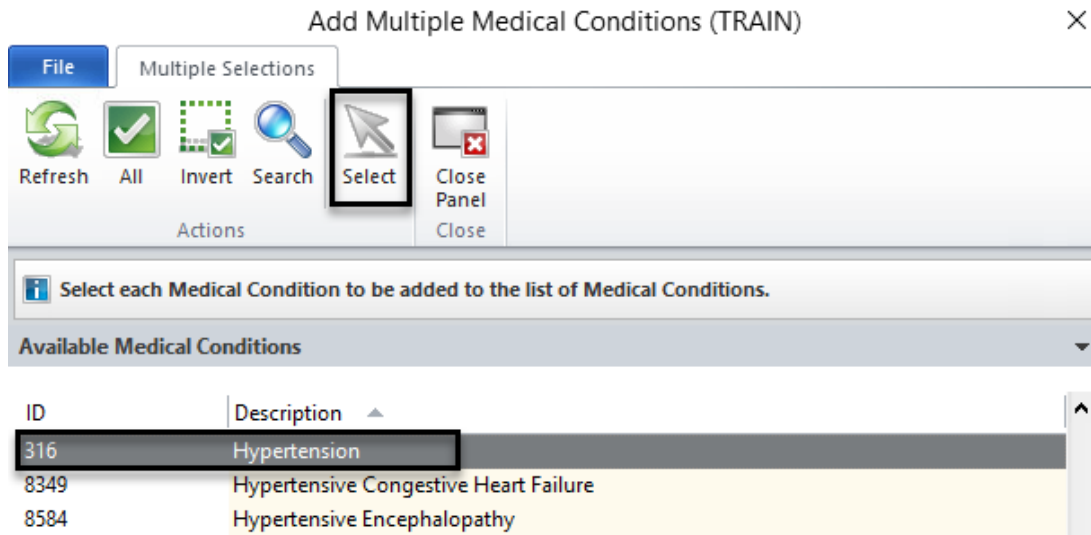 Add Multiple Medical Conditions (TRAIN)
File Multiple Selections
Refresh All Invert Search Select Close Panel
Actions Close
Select each Medical Condition to be added to the list of Medical Conditions.
Available Medical Conditions
ID Description
316 Hypertension
8349 Hypertensive Congestive Heart Failure
8584 Hypertensive Encephalopathy